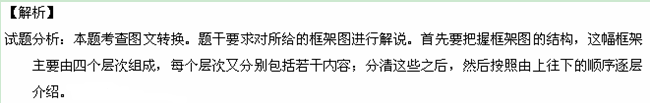 【解析】
试题分析：本题考查图文转换。题干要求对所给的框架图进行解说。首先要把握框架图的结构，这幅框架
主要由四个层次组成，每个层次又分别包括若干内容；分清这些之后，然后按照由上往下的顺序逐层
介绍。